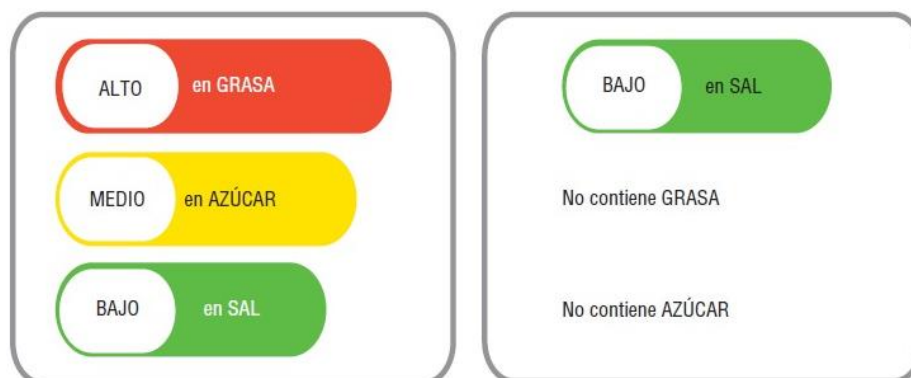 ALTO en GRASA
MEDIO en AZÚCAR
BAJO en SAL
BAJO en SAL
No contiene GRASA
No contiene AZÚCAR